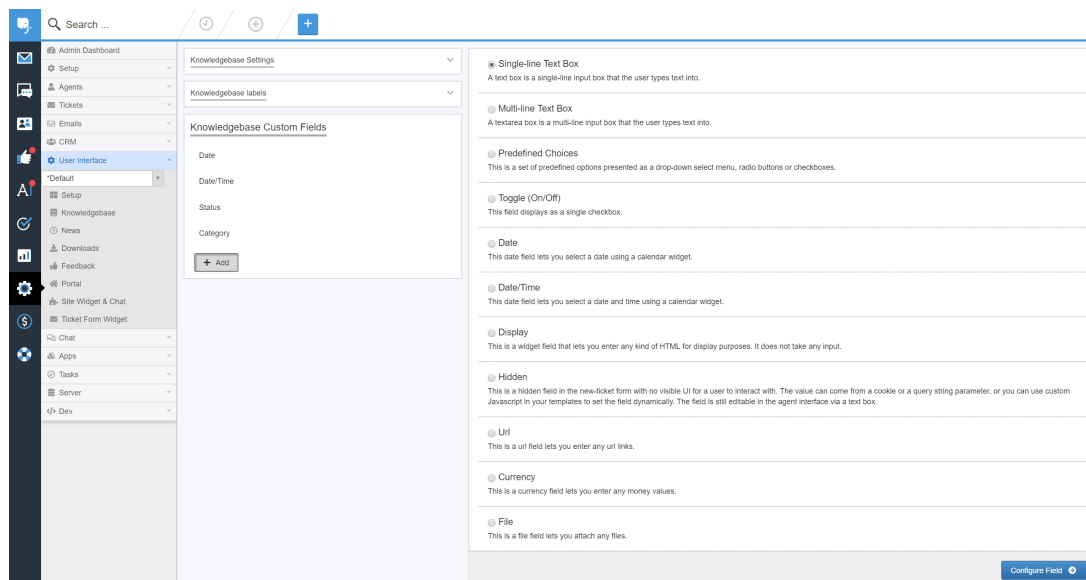 Search ...
Admin Dashboard
Setup
Agents
Tickets
Emails
CRM
User Interface
*Default
Setup
Knowledgebase
News
Downloads
Feedback
Portal
Site Widget & Chat
Ticket Form Widget
Chat
Apps
Tasks
Server
Dev
Knowledgebase Settings
Knowledgebase labels
Knowledgebase Custom Fields
Date
Date/Time
Status
Category
+ Add
Single-line Text Box
A text box is a single-line input box that the user types text into.
Multi-line Text Box
A textarea box is a multi-line input box that the user types text into.
Predefined Choices
This is a set of predefined options presented as a drop-down select menu, radio buttons or checkboxes.
Toggle (On/Off)
This field displays as a single checkbox.
Date
This date field lets you select a date using a calendar widget.
Date/Time
This date field lets you select a date and time using a calendar widget.
Display
This is a widget field that lets you enter any kind of HTML for display purposes. It does not take any input.
Hidden
This is a hidden field in the new-ticket form with no visible UI for a user to interact with. The value can come from a cookie or a query string parameter, or you can use custom
Javascript in your templates to set the field dynamically. The field is still editable in the agent interface via a text box.
Url
This is a url field lets you enter any url links.
Currency
This is a currency field lets you enter any money values.
File
This is a file field lets you attach any files.
Configure Field